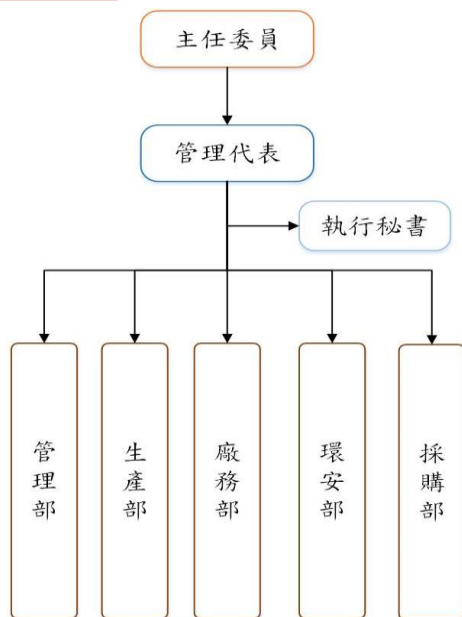 主任委員
管理代表
執行秘書
管理部
生產部
廠務部
環安部
採購部